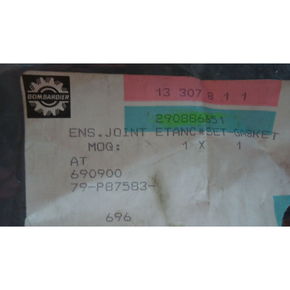 BOMBARDIER
13 307 8 1 1
290886651
ENS.JOINT ETANC*SET-GASKET
MOQ: 1 X 1
AT
690900
79-P87583-
696